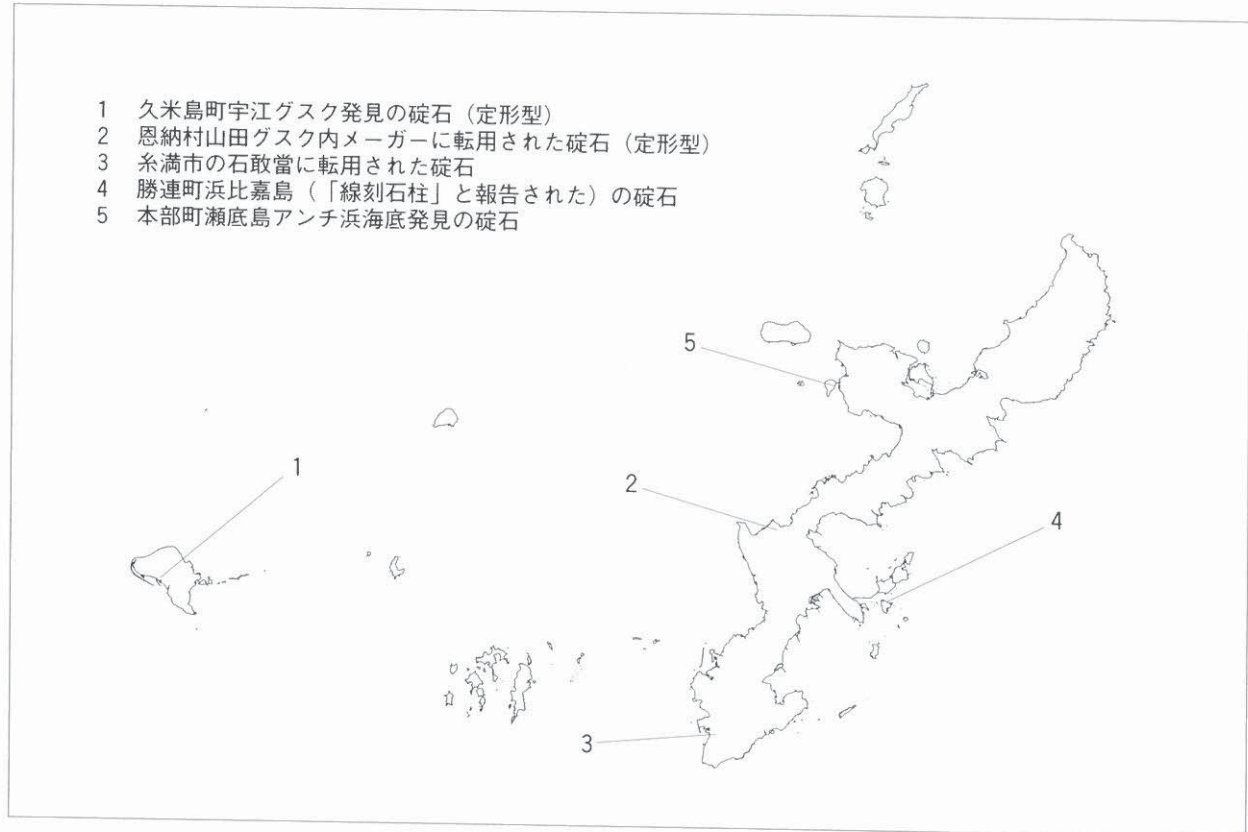 1 久米島町宇江グスク発見の碇石（定形型）
2 恩納村山田グスク内メーガーに転用された碇石（定形型）
3 糸満市の石敢當に転用された碇石
4 勝連町浜比嘉島（「線刻石柱」と報告された）の碇石
5 本部町瀬底島アンチ浜海底発見の碇石
5
1
2
4
3